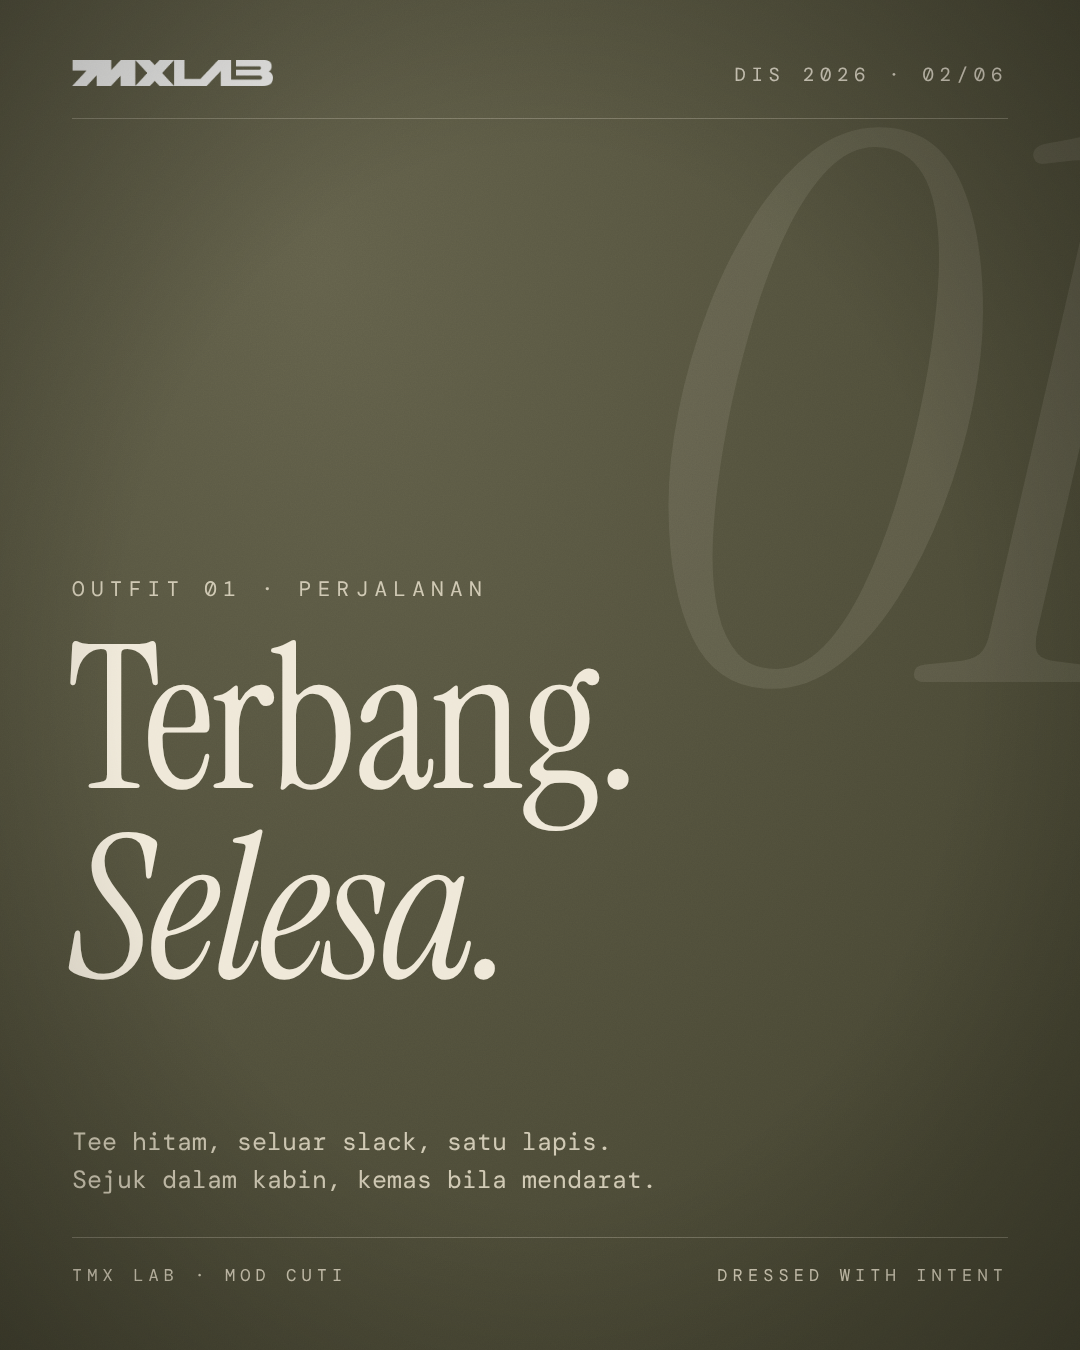 TMXLAB
DIS 2026 · 02/06
01
OUTFIT 01 · PERJALANAN
Terbang.
Selesa.
Tee hitam, seluar slack, satu lapis.
Sejuk dalam kabin, kemas bila mendarat.
TMX LAB · MOD CUTI
DRESSED WITH INTENT